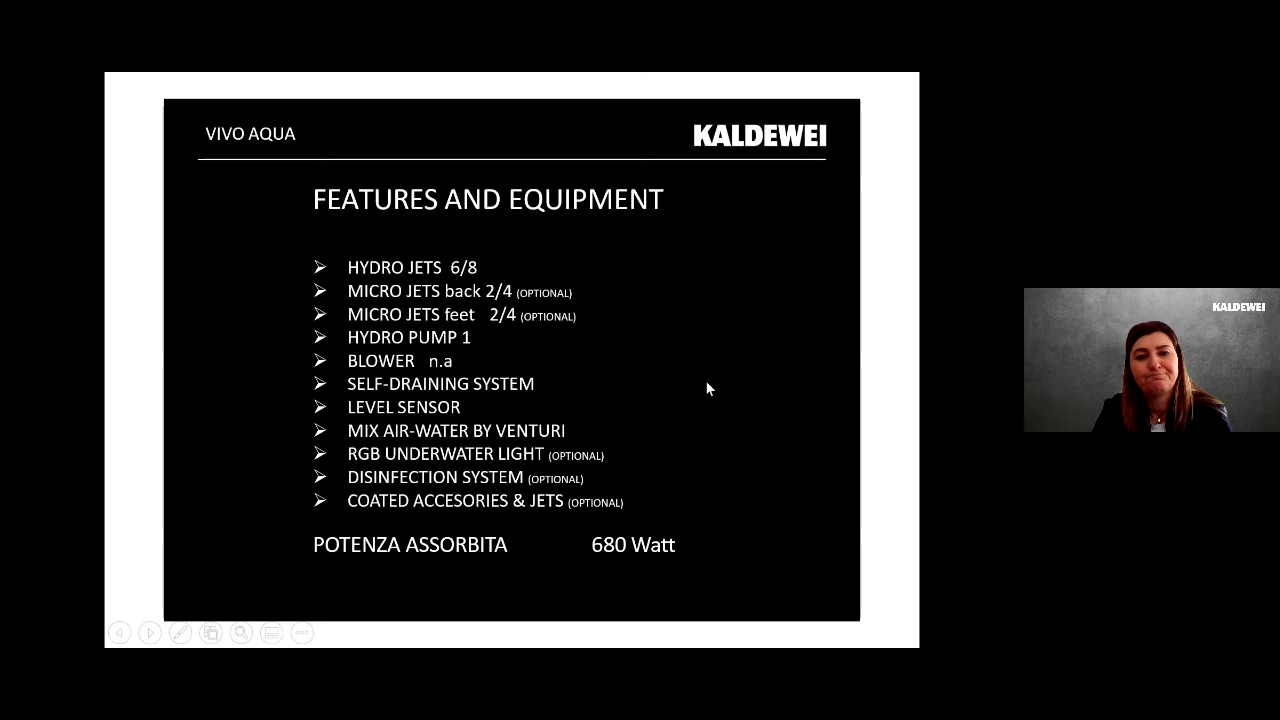 VIVO AQUA
KALDEWEI
FEATURES AND EQUIPMENT
➢ HYDRO JETS 6/8
➢ MICRO JETS back 2/4 (OPTIONAL)
➢ MICRO JETS feet 2/4 (OPTIONAL)
➢ HYDRO PUMP 1
➢ BLOWER n.a
➢ SELF-DRAINING SYSTEM
➢ LEVEL SENSOR
➢ MIX AIR-WATER BY VENTURI
➢ RGB UNDERWATER LIGHT (OPTIONAL)
➢ DISINFECTION SYSTEM (OPTIONAL)
➢ COATED ACCESORIES & JETS (OPTIONAL)
POTENZA ASSORBITA 680 Watt
KALDEWEI